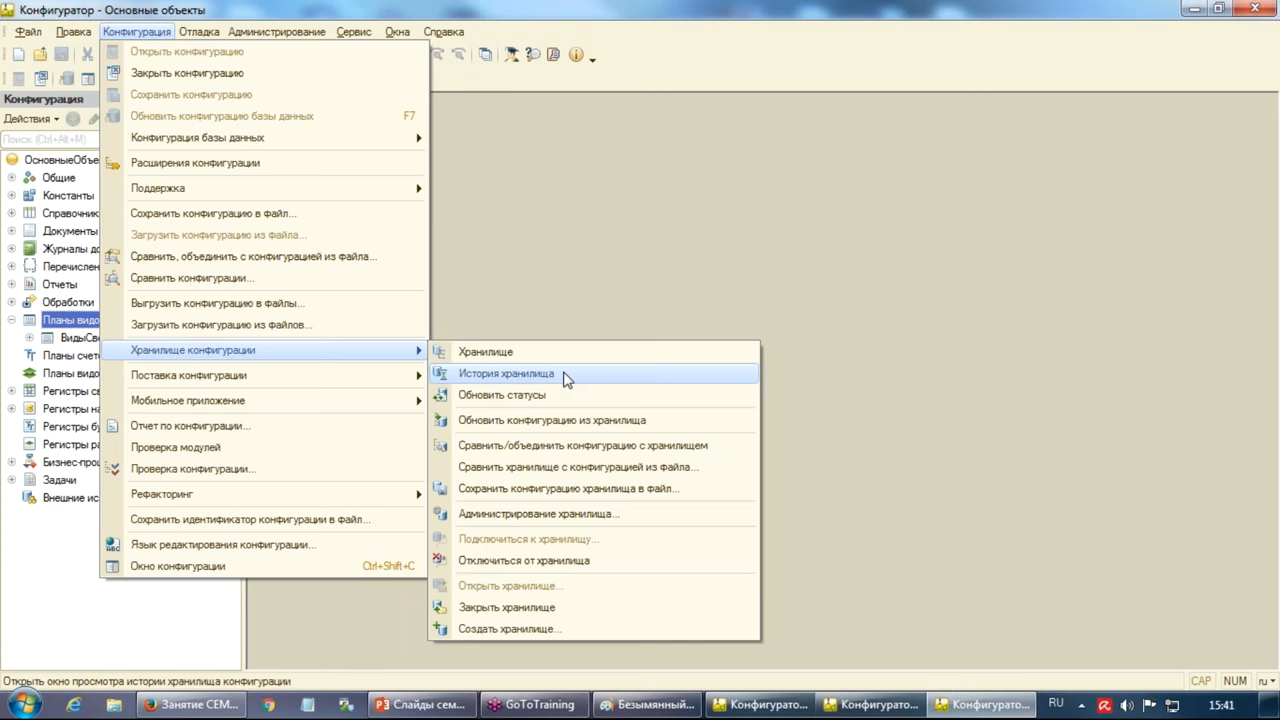 Конфигуратор - Основные объекты
Файл Правка Конфигурация Отладка Администрирование Сервис Окна Справка
Конфигурация
Действия
Поиск (Ctrl+Alt+M)
ОсновныеОбъе
Общие
Константы
Справочник
Документы
Журналы до
Перечислен
Отчеты
Обработки
Планы видо
ВидыСв
Планы счет
Планы видо
Регистры с
Регистры на
Регистры бу
Регистры ра
Бизнес-про
Задачи
Внешние ис
Открыть конфигурацию
Закрыть конфигурацию
Сохранить конфигурацию
Обновить конфигурацию базы данных F7
Конфигурация базы данных
Расширения конфигурации
Поддержка
Сохранить конфигурацию в файл...
Загрузить конфигурацию из файла...
Сравнить, объединить с конфигурацией из файла...
Сравнить конфигурации...
Выгрузить конфигурацию в файлы...
Загрузить конфигурацию из файлов...
Хранилище конфигурации
Поставка конфигурации
Мобильное приложение
Отчет по конфигурации...
Проверка модулей
Проверка конфигурации...
Рефакторинг
Сохранить идентификатор конфигурации в файл...
Язык редактирования конфигурации...
Окно конфигурации Ctrl+Shift+C
Хранилище
История хранилища
Обновить статусы
Обновить конфигурацию из хранилища
Сравнить/объединить конфигурацию с хранилищем
Сравнить хранилище с конфигурацией из файла...
Сохранить конфигурацию хранилища в файл...
Администрирование хранилища...
Подключиться к хранилищу...
Отключиться от хранилища
Открыть хранилище...
Закрыть хранилище
Создать хранилище...
Открыть окно просмотра истории хранилища конфигурации
CAP NUM ru
Занятие СЕМ...
Слайды сем...
GoToTraining
Безымянный...
Конфигурато...
Конфигурато...
Конфигурато...
RU
15:41